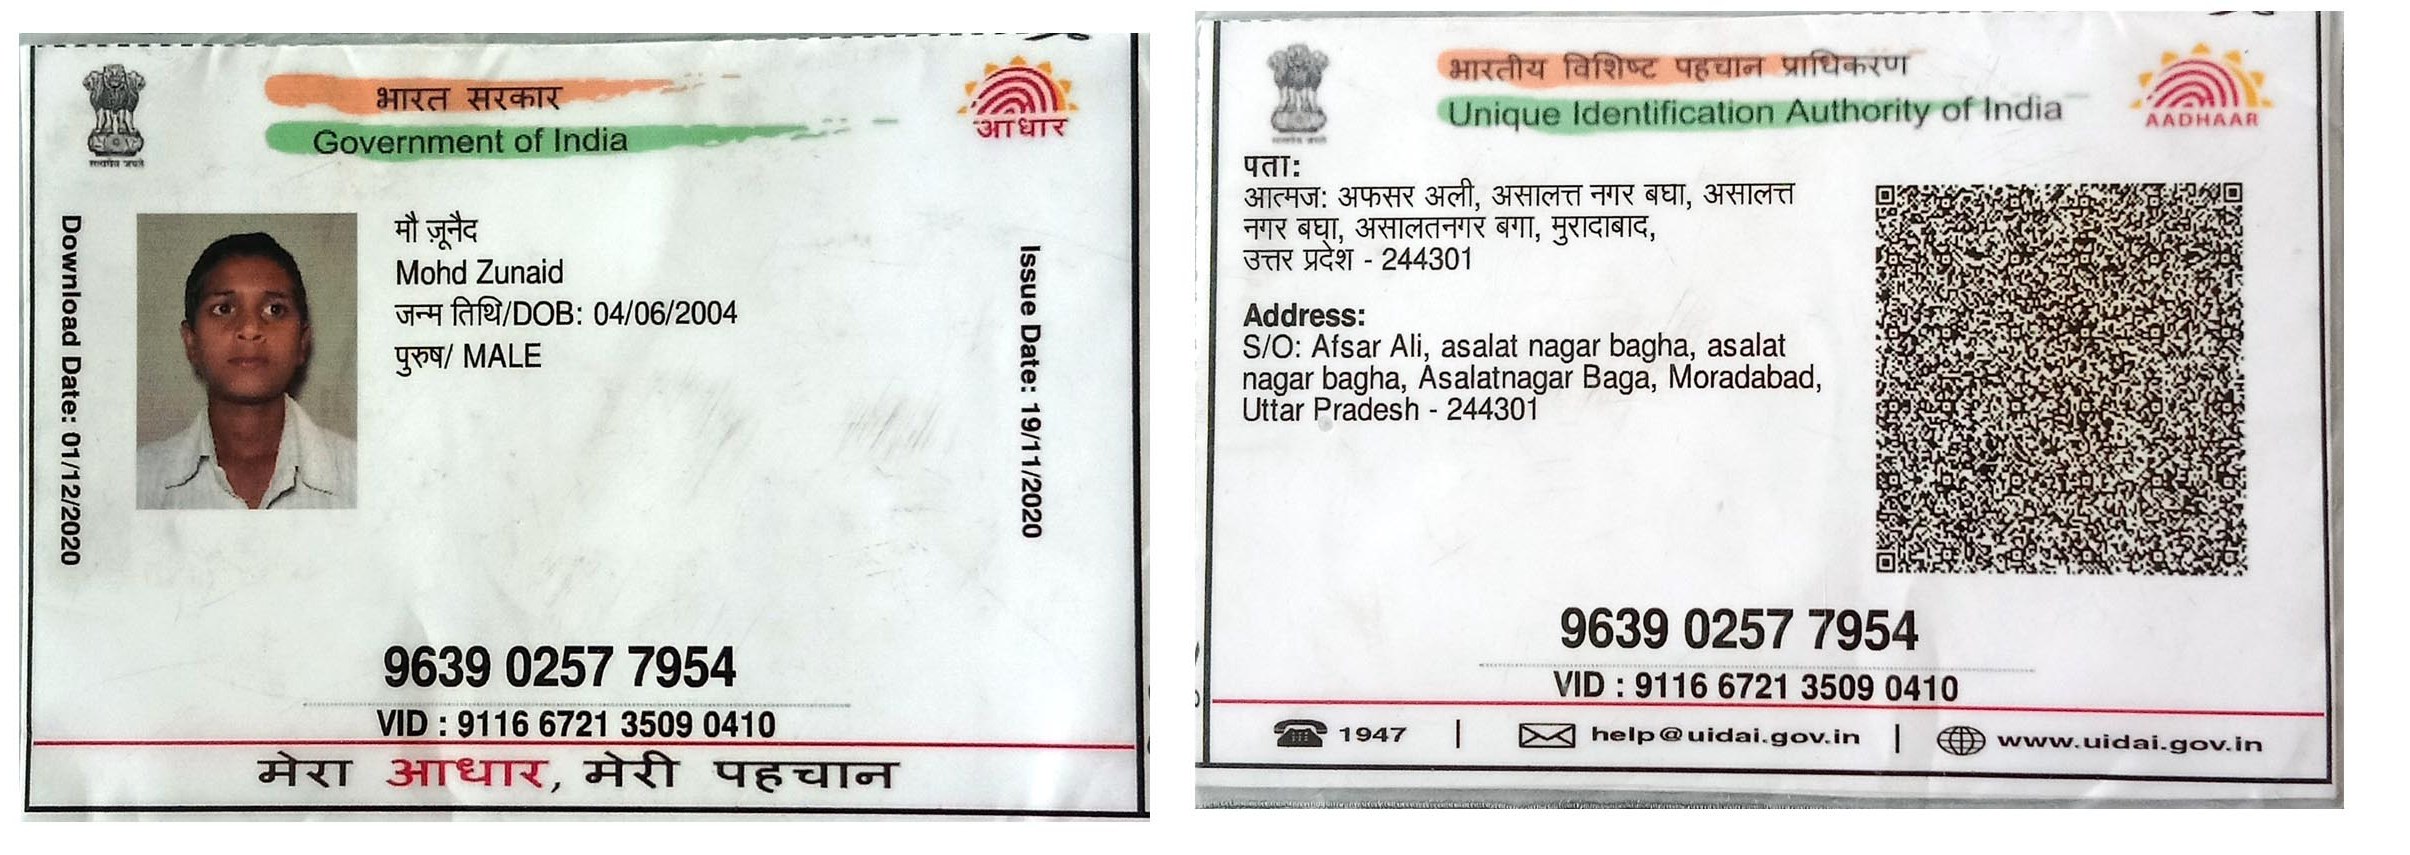 भारत सरकार
Government of India
आधार
Download Date: 01/12/2020
मौ ज़ूनैद
Mohd Zunaid
जन्म तिथि/DOB: 04/06/2004
पुरुष/ MALE
Issue Date: 19/11/2020
9639 0257 7954
VID : 9116 6721 3509 0410
मेरा आधार, मेरी पहचान
भारतीय विशिष्ट पहचान प्राधिकरण
Unique Identification Authority of India
AADHAAR
पता:
आत्मज: अफसर अली, असालत्त नगर बघा, असालत्त
नगर बघा, असालतनगर बगा, मुरादाबाद,
उत्तर प्रदेश - 244301
Address:
S/O: Afsar Ali, asalat nagar bagha, asalat
nagar bagha, Asalatnagar Baga, Moradabad,
Uttar Pradesh - 244301
9639 0257 7954
VID : 9116 6721 3509 0410
1947 | help@uidai.gov.in | www.uidai.gov.in